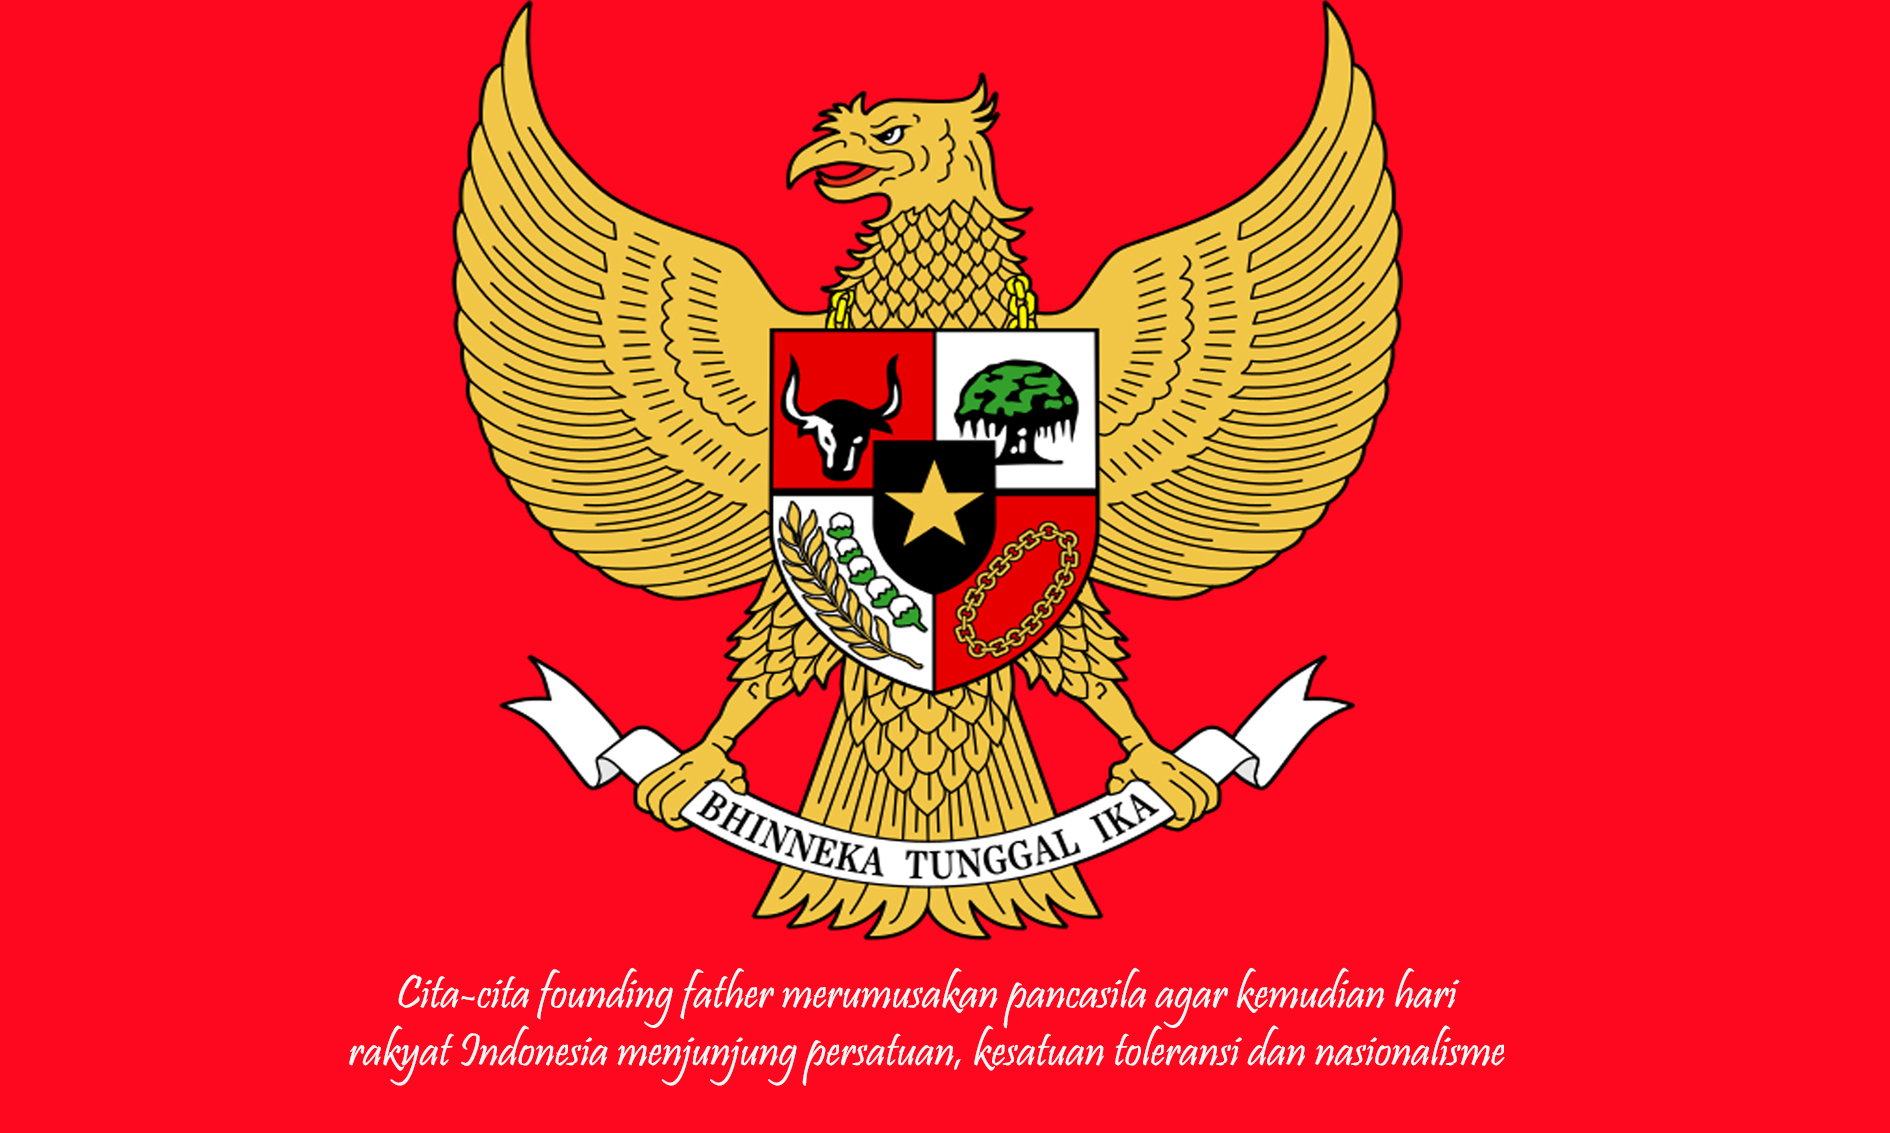 BHINNEKA TUNGGAL IKA
Cita-cita founding father merumusakan pancasila agar kemudian hari
rakyat Indonesia menjunjung persatuan, kesatuan toleransi dan nasionalisme